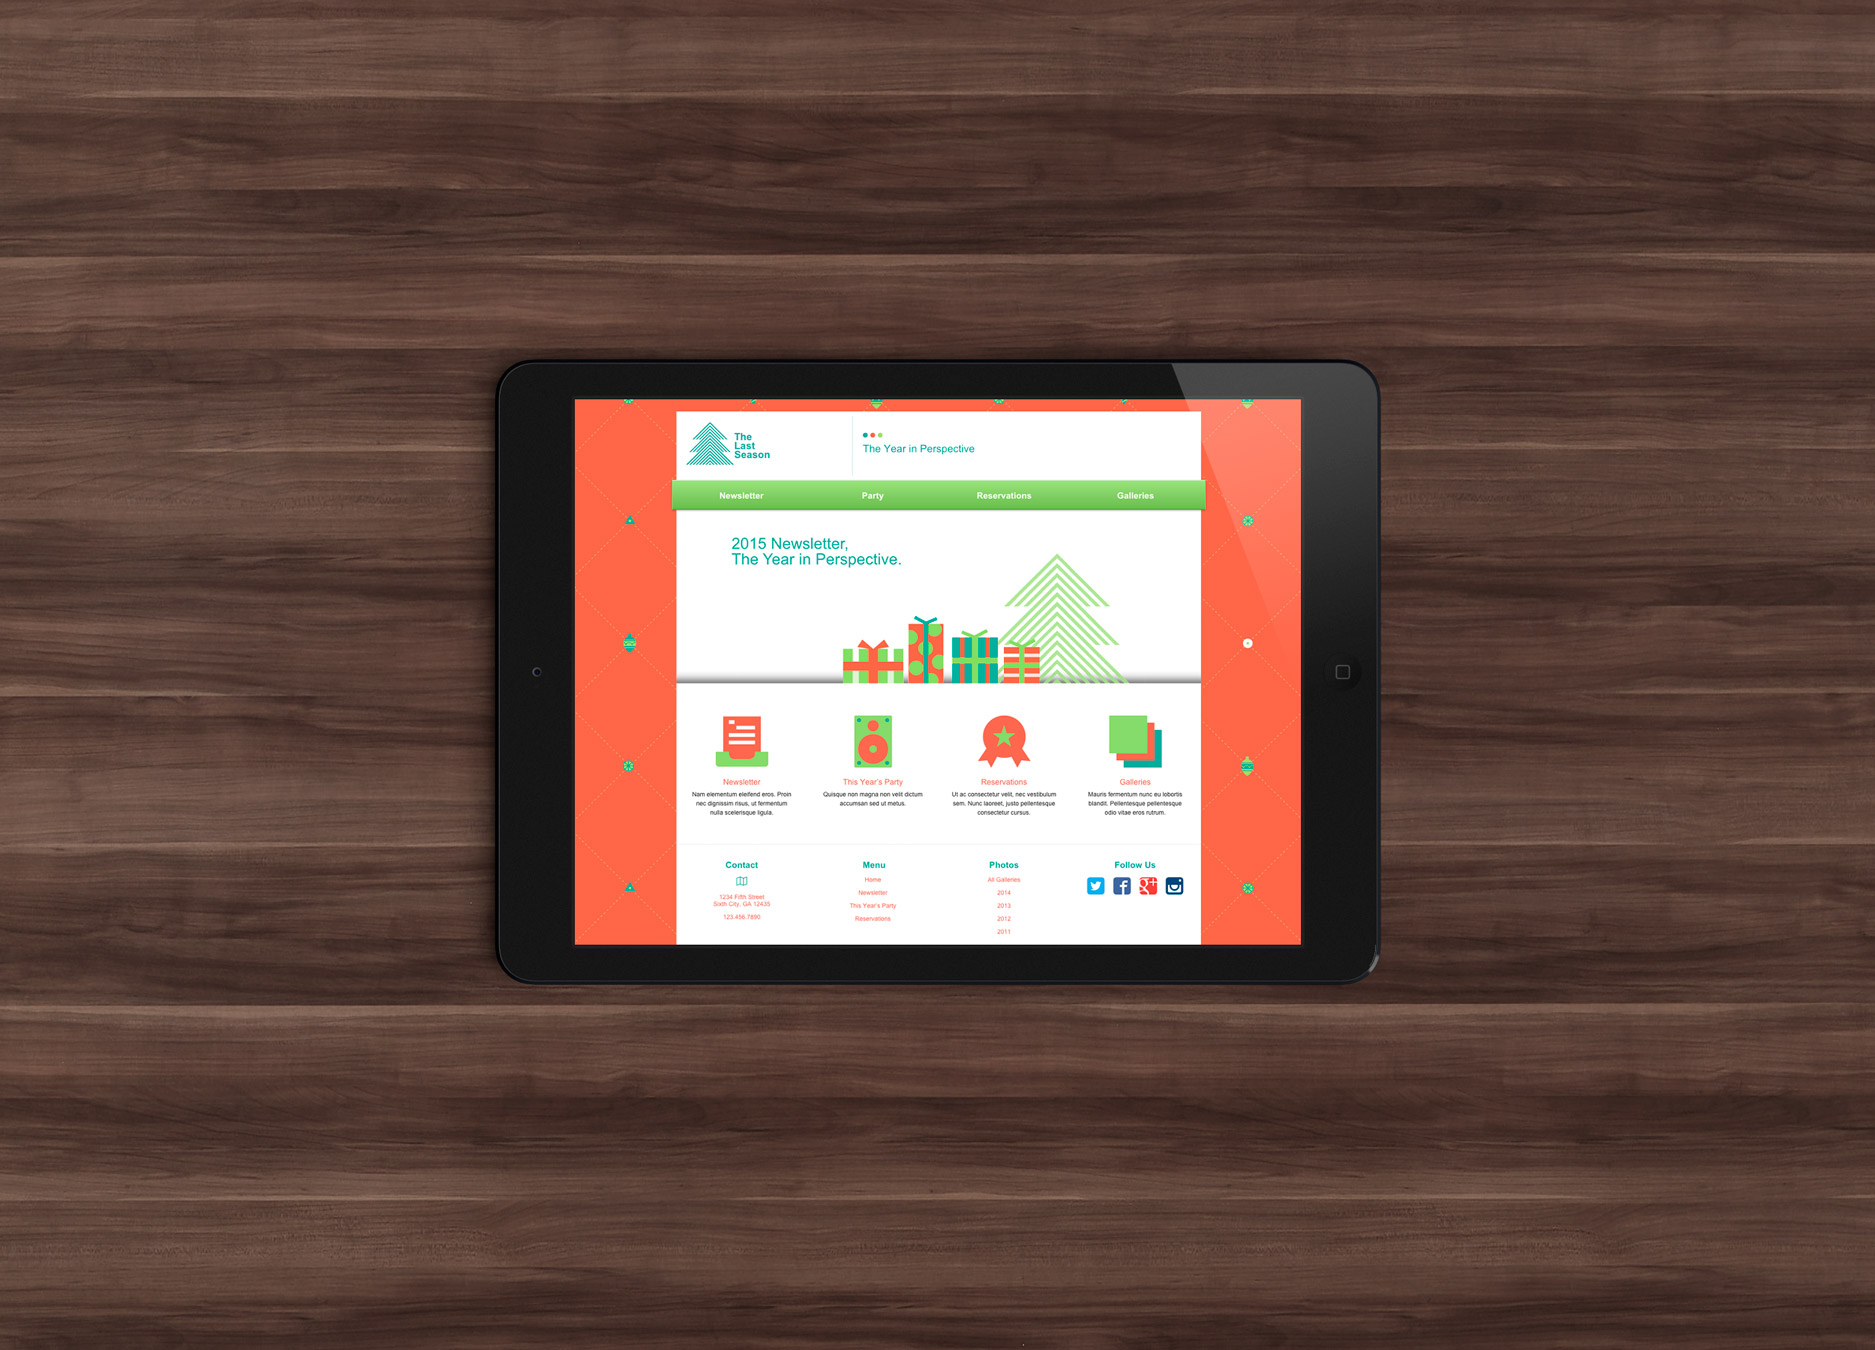 The
Last
Season
The Year in Perspective
Newsletter
Party
Reservations
Galleries
2015 Newsletter,
The Year in Perspective.
Newsletter
Nam elementum eleifend eros. Proin
nec dignissim risus, ut fermentum
nulla scelerisque ligula.
This Year's Party
Quisque non magna non velit dictum
accumsan sed ut metus.
Reservations
Ut ac consectetur velit, nec vestibulum
sem. Nunc laoreet, justo pellentesque
consectetur cursus.
Galleries
Mauris fermentum nunc eu lobortis
blandit. Pellentesque pellentesque
odio vitae eros rutrum.
Contact
1234 Fifth Street
Sixth City, GA 12435
123.456.7890
Menu
Home
Newsletter
This Year's Party
Reservations
Photos
All Galleries
2014
2013
2012
2011
Follow Us